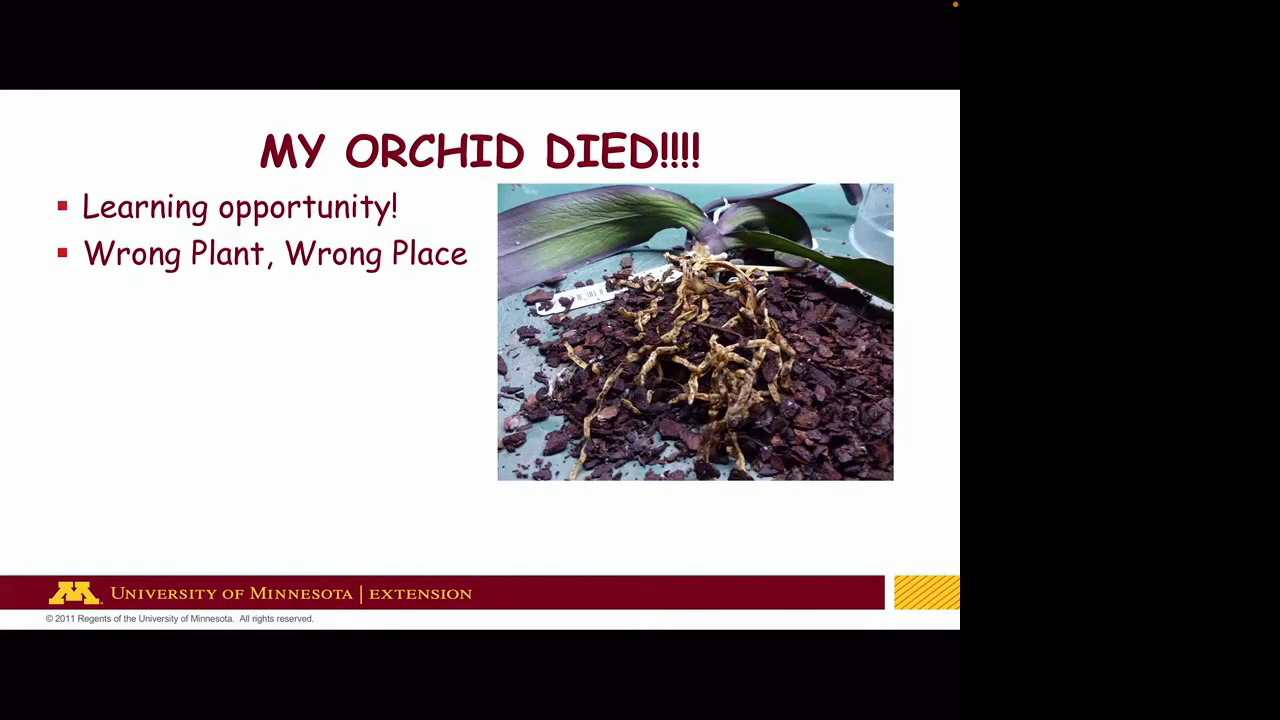 MY ORCHID DIED!!!!
Learning opportunity!
Wrong Plant, Wrong Place
UNIVERSITY OF MINNESOTA | EXTENSION
© 2011 Regents of the University of Minnesota. All rights reserved.